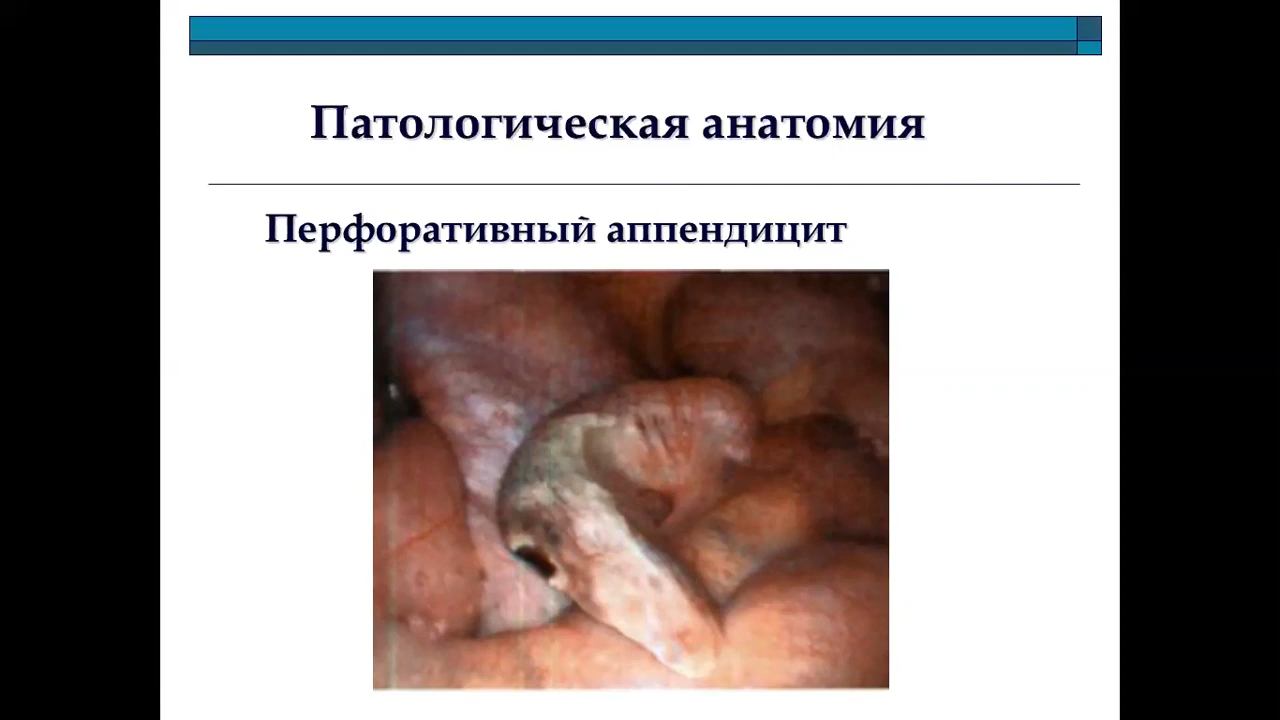 Патологическая анатомия
Перфоративный аппендицит